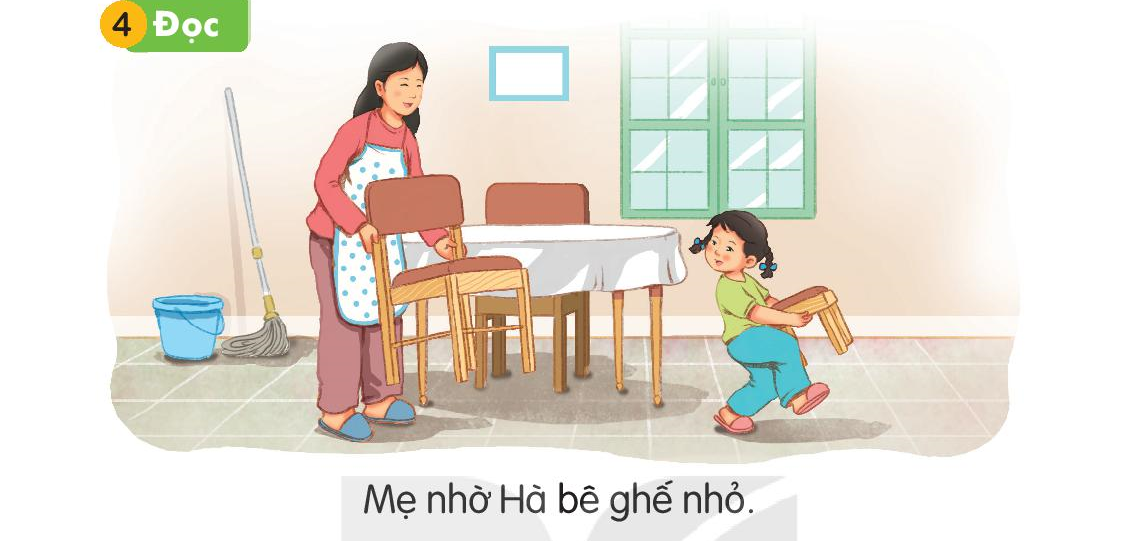 4 Đọc
Mẹ nhờ Hà bê ghế nhỏ.